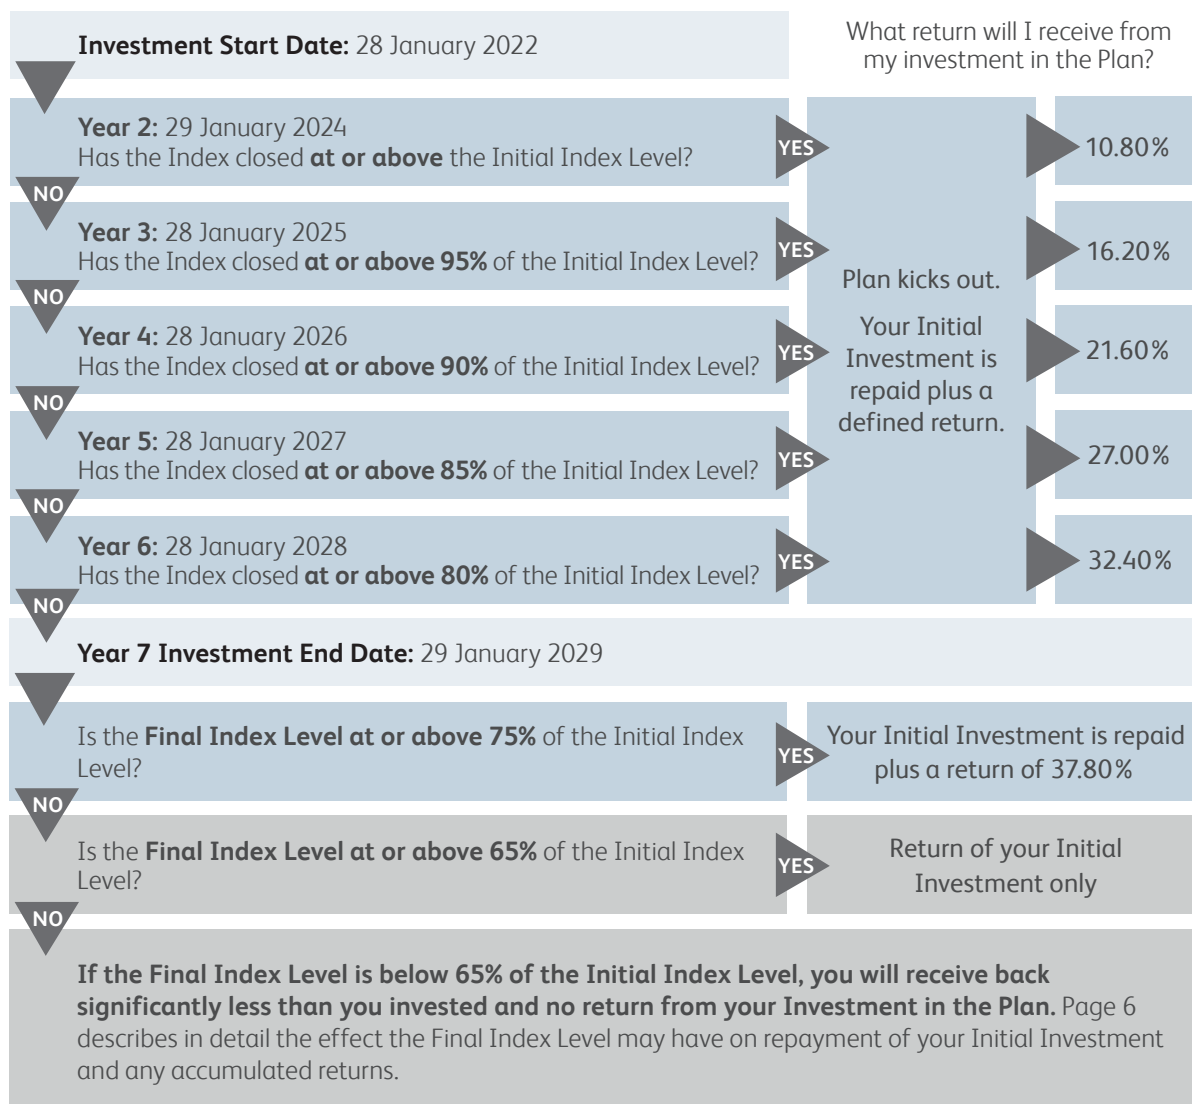 Investment Start Date: 28 January 2022
What return will I receive from
my investment in the Plan?
Year 2: 29 January 2024
Has the Index closed at or above the Initial Index Level?
YES
10.80%
NO
Year 3: 28 January 2025
Has the Index closed at or above 95% of the Initial Index Level?
YES
16.20%
NO
Year 4: 28 January 2026
Has the Index closed at or above 90% of the Initial Index Level?
YES
21.60%
NO
Year 5: 28 January 2027
Has the Index closed at or above 85% of the Initial Index Level?
YES
27.00%
NO
Year 6: 28 January 2028
Has the Index closed at or above 80% of the Initial Index Level?
YES
32.40%
Plan kicks out.
Your Initial
Investment is
repaid plus a
defined return.
NO
Year 7 Investment End Date: 29 January 2029
Is the Final Index Level at or above 75% of the Initial Index
Level?
YES
Your Initial Investment is repaid
plus a return of 37.80%
NO
Is the Final Index Level at or above 65% of the Initial Index
Level?
YES
Return of your Initial
Investment only
NO
If the Final Index Level is below 65% of the Initial Index Level, you will receive back
significantly less than you invested and no return from your Investment in the Plan. Page 6
describes in detail the effect the Final Index Level may have on repayment of your Initial Investment
and any accumulated returns.